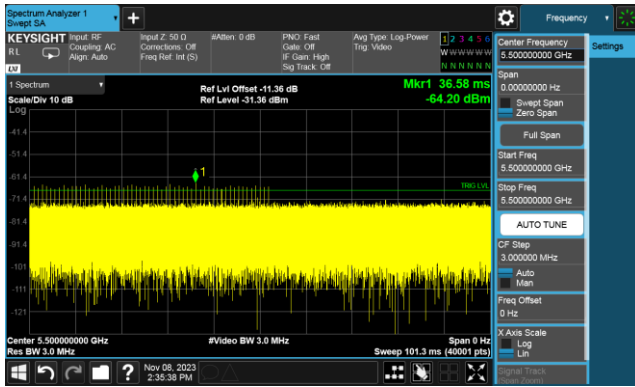 Spectrum Analyzer 1
Swept SA
Frequency
KEYSIGHT
RL
Input: RF
Coupling: AC
Align: Auto
Input Z: 50 Ω
Corrections: Off
Freq Ref: Int (S)
#Atten: 0 dB
PNO: Fast
Gate: Off
IF Gain: High
Sig Track: Off
Avg Type: Log-Power
Trig: Video
1 2 3 4 5 6
W W W W W W
N N N N N N
LXI
1 Spectrum
Scale/Div 10 dB
Log
Ref Lvl Offset -11.36 dB
Ref Level -31.36 dBm
Mkr1 36.58 ms
-64.20 dBm
-41.4
-51.4
-61.4
-71.4
-81.4
-91.4
-101
-111
-121
1
TRIG LVL
Center 5.500000000 GHz
Res BW 3.0 MHz
#Video BW 3.0 MHz
Span 0 Hz
Sweep 101.3 ms (40001 pts)
Center Frequency
5.500000000 GHz
Settings
Span
0.00000000 Hz
Swept Span
Zero Span
Full Span
Start Freq
5.500000000 GHz
Stop Freq
5.500000000 GHz
AUTO TUNE
CF Step
3.000000 MHz
Auto
Man
Freq Offset
0 Hz
X Axis Scale
Log
Lin
Signal Track
(Span Zoom)
?
Nov 08, 2023
2:35:38 PM